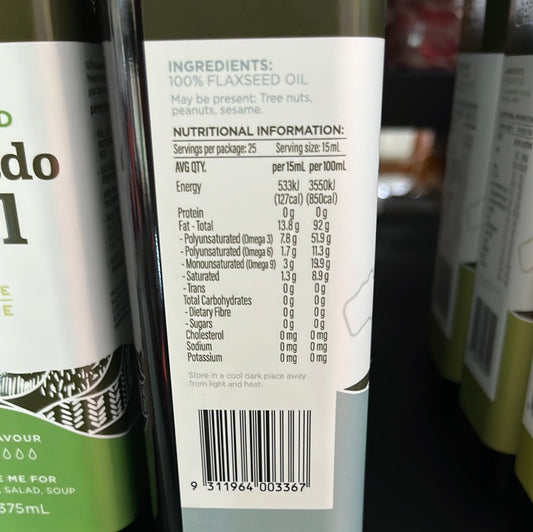 INGREDIENTS:
100% FLAXSEED OIL
May be present: Tree nuts,
peanuts, sesame.
NUTRITIONAL INFORMATION:
Servings per package: 25 Serving size: 15mL
AVG QTY. per 15mL per 100mL
Energy 533kJ 3550kJ
(127cal) (850cal)
Protein 0g 0g
Fat - Total 13.8g 92g
- Polyunsaturated (Omega 3) 7.8g 51.9g
- Polyunsaturated (Omega 6) 1.7g 11.3g
- Monounsaturated (Omega 9) 3g 19.9g
- Saturated 1.3g 8.9g
- Trans 0g 0g
Total Carbohydrates 0g 0g
- Dietary Fibre 0g 0g
- Sugars 0g 0g
Cholesterol 0mg 0mg
Sodium 0mg 0mg
Potassium 0mg 0mg
Store in a cool dark place away
from light and heat.
9 311964 003367
D
do
l
E
E
AVOUR
E ME FOR
SALAD, SOUP
375mL